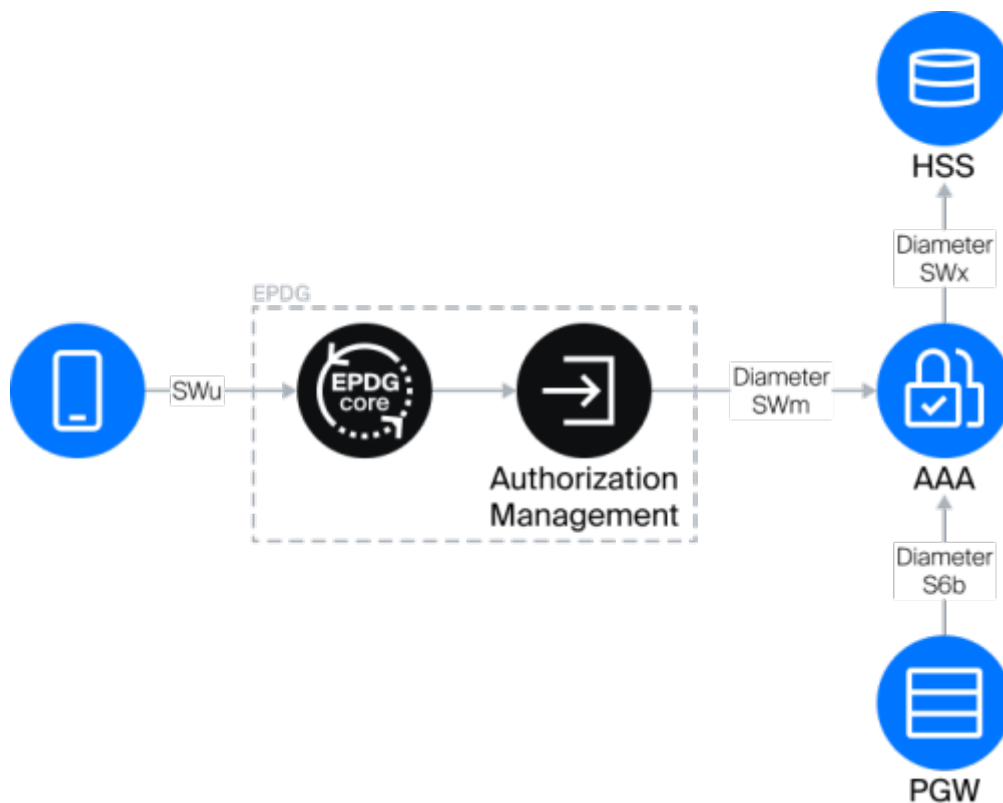 HSS
Diameter
SWx
EPDG
SWu
EPDG
core
Diameter
SWm
Authorization
Management
AAA
Diameter
S6b
PGW